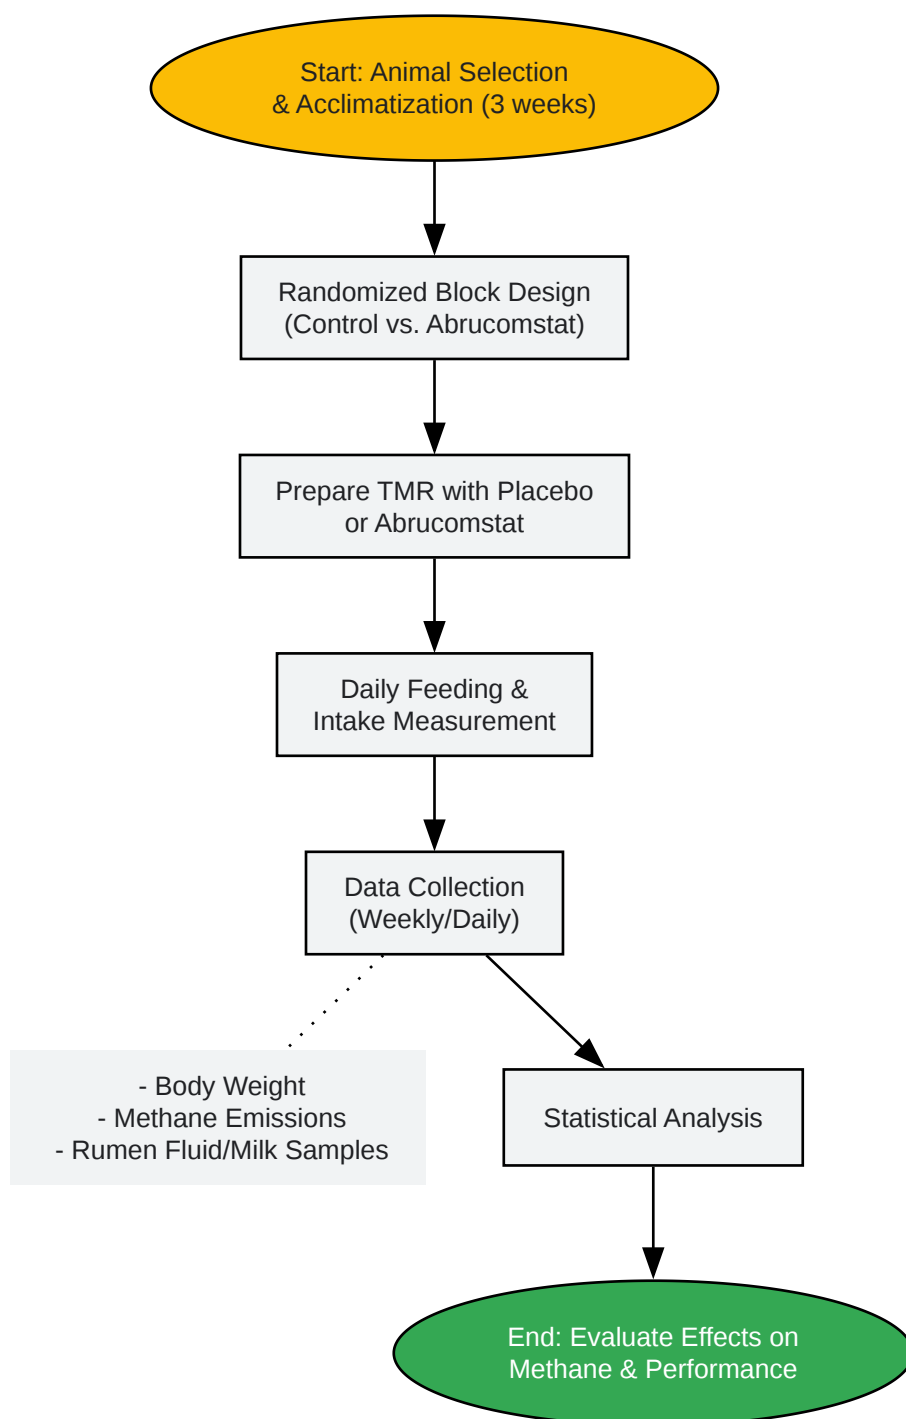 Start: Animal Selection
& Acclimatization (3 weeks)
Randomized Block Design
(Control vs. Abrucomstat)
Prepare TMR with Placebo
or Abrucomstat
Daily Feeding &
Intake Measurement
Data Collection
(Weekly/Daily)
- Body Weight
- Methane Emissions
- Rumen Fluid/Milk Samples
Statistical Analysis
End: Evaluate Effects on
Methane & Performance